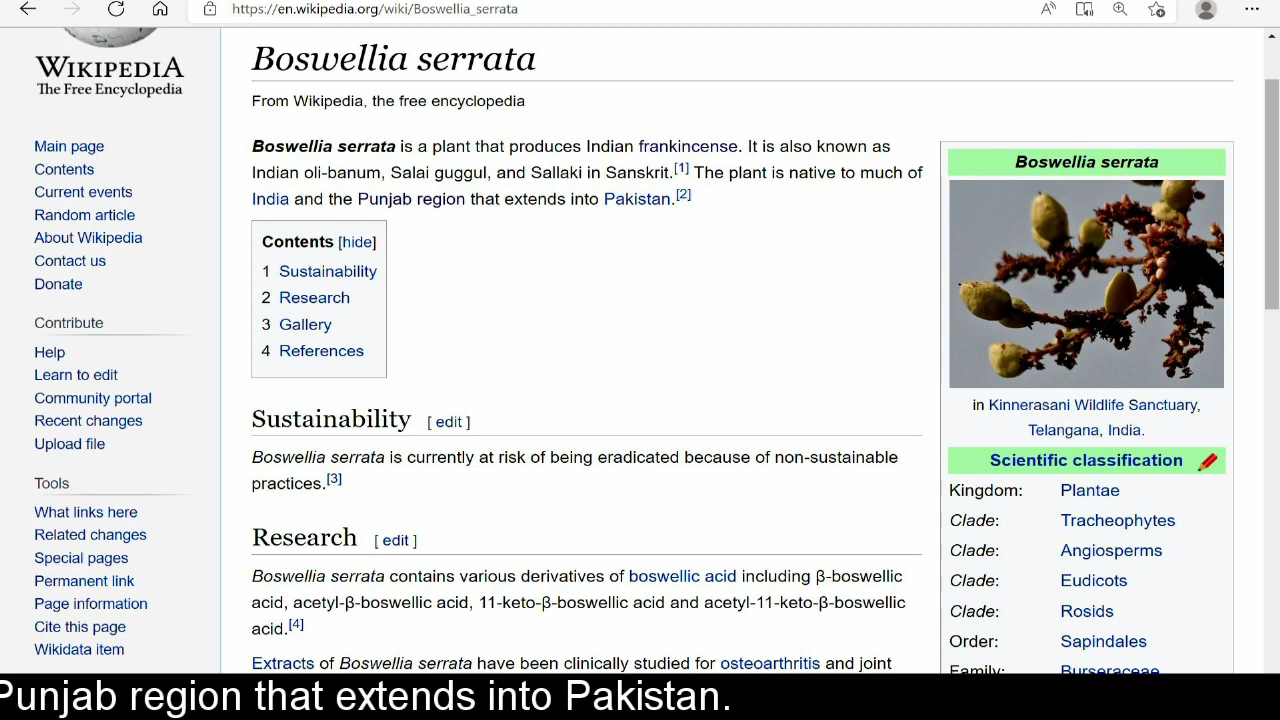 https://en.wikipedia.org/wiki/Boswellia_serrata
WIKIPEDIA
The Free Encyclopedia
Main page
Contents
Current events
Random article
About Wikipedia
Contact us
Donate
Contribute
Help
Learn to edit
Community portal
Recent changes
Upload file
Tools
What links here
Related changes
Special pages
Permanent link
Page information
Cite this page
Wikidata item
Boswellia serrata
From Wikipedia, the free encyclopedia
Boswellia serrata is a plant that produces Indian frankincense. It is also known as
Indian oli-banum, Salai guggul, and Sallaki in Sanskrit.[1] The plant is native to much of
India and the Punjab region that extends into Pakistan.[2]
Contents [hide]
1 Sustainability
2 Research
3 Gallery
4 References
Sustainability [ edit ]
Boswellia serrata is currently at risk of being eradicated because of non-sustainable
practices.[3]
Research [ edit ]
Boswellia serrata contains various derivatives of boswellic acid including β-boswellic
acid, acetyl-β-boswellic acid, 11-keto-β-boswellic acid and acetyl-11-keto-β-boswellic
acid.[4]
Extracts of Boswellia serrata have been clinically studied for osteoarthritis and joint
Boswellia serrata
in Kinnerasani Wildlife Sanctuary,
Telangana, India.
Scientific classification
Kingdom: Plantae
Clade: Tracheophytes
Clade: Angiosperms
Clade: Eudicots
Clade: Rosids
Order: Sapindales
Family: Burseraceae
Punjab region that extends into Pakistan.